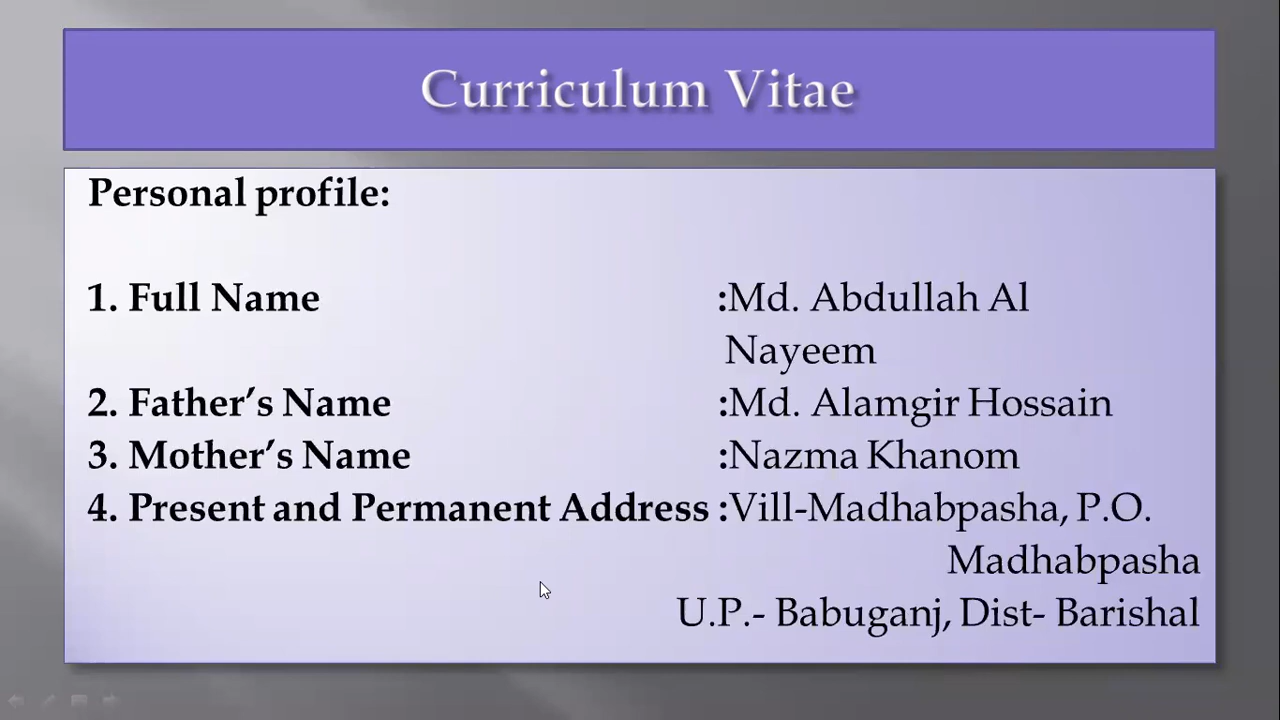 Curriculum Vitae
Personal profile:
1. Full Name :Md. Abdullah Al
Nayeem
2. Father’s Name :Md. Alamgir Hossain
3. Mother’s Name :Nazma Khanom
4. Present and Permanent Address :Vill-Madhabpasha, P.O.
Madhabpasha
U.P.- Babuganj, Dist- Barishal